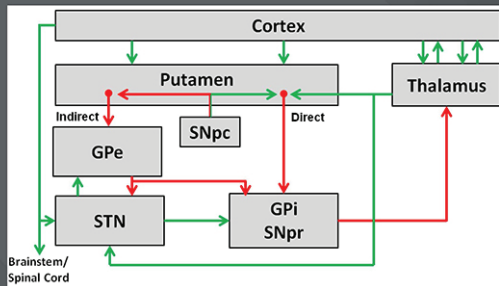 Cortex
Putamen
Thalamus
Indirect
SNpc
Direct
GPe
STN
GPi
SNpr
Brainstem/
Spinal Cord